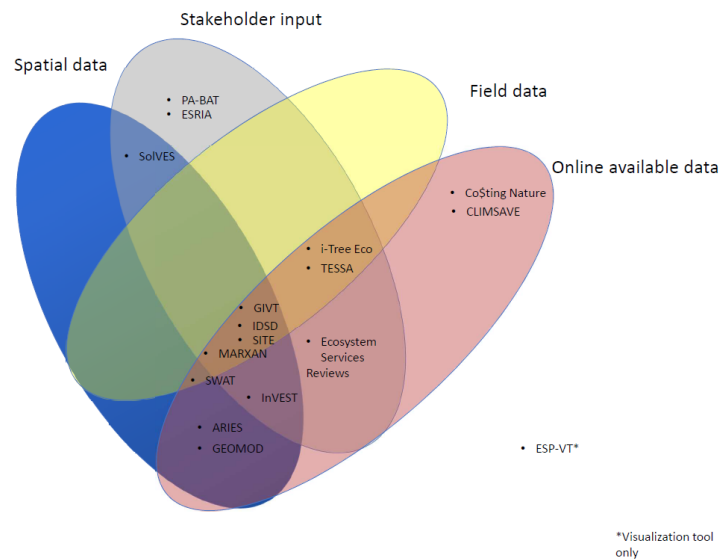 Stakeholder input
Spatial data
Field data
Online available data
• PA-BAT
• ESRIA
• SolVES
• Co$ting Nature
• CLIMSAVE
• i-Tree Eco
• TESSA
• GIVT
• IDSD
• SITE
• MARXAN
• Ecosystem
Services
Reviews
• SWAT
• InVEST
• ARIES
• GEOMOD
• ESP-VT*
*Visualization tool
only